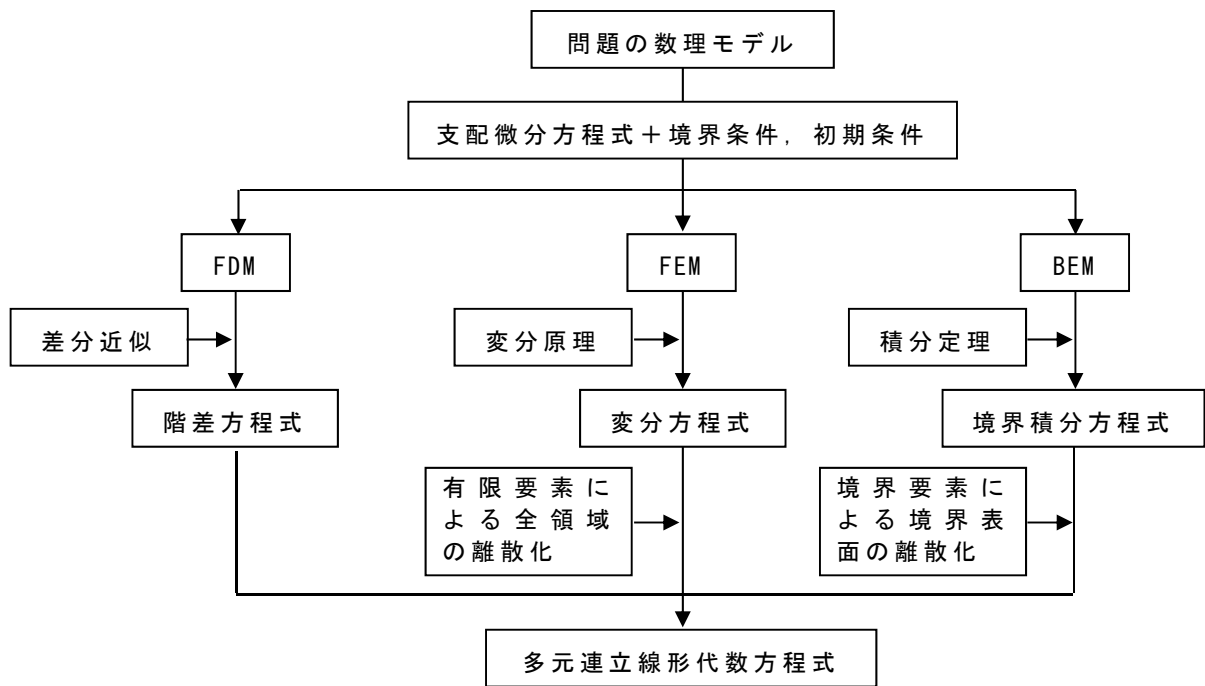 問題の数理モデル
支配微分方程式＋境界条件，初期条件
FDM
FEM
BEM
差分近似
変分原理
積分定理
階差方程式
変分方程式
境界積分方程式
有限要素に
よる全領域
の離散化
境界要素に
よる境界表
面の離散化
多元連立線形代数方程式